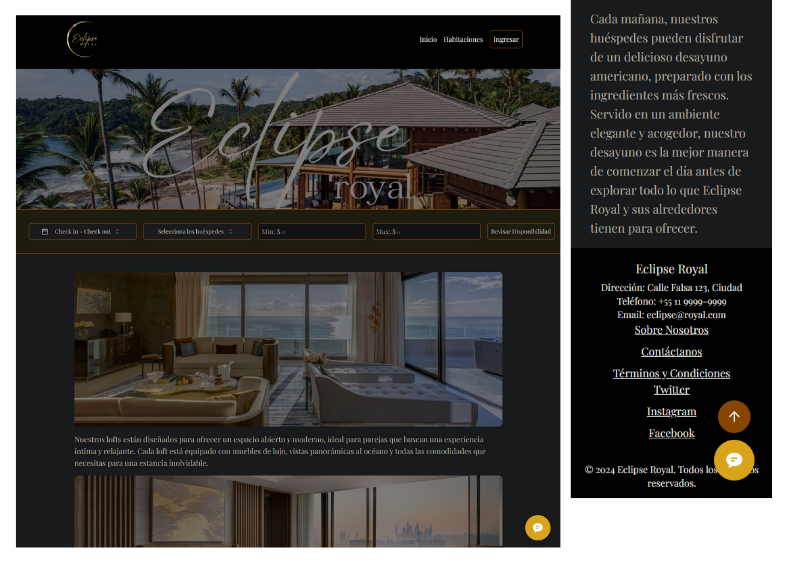 Eclipse
ROYAL
Inicio Habitaciones Ingresar
Eclipse
royal
Check in - Check out Selecciona los huéspedes Min: $ 0 Max: $ 0 Revisar Disponibilidad
Nuestros lofts están diseñados para ofrecer un espacio abierto y moderno, ideal para parejas que buscan una experiencia
íntima y relajante. Cada loft está equipado con muebles de lujo, vistas panorámicas al océano y todas las comodidades que
necesitas para una estancia inolvidable.
Cada mañana, nuestros
huéspedes pueden disfrutar
de un delicioso desayuno
americano, preparado con los
ingredientes más frescos.
Servido en un ambiente
elegante y acogedor, nuestro
desayuno es la mejor manera
de comenzar el día antes de
explorar todo lo que Eclipse
Royal y sus alrededores
tienen para ofrecer.
Eclipse Royal
Dirección: Calle Falsa 123, Ciudad
Teléfono: +55 11 9999-9999
Email: eclipse@royal.com
Sobre Nosotros
Contáctanos
Términos y Condiciones
Twitter
Instagram
Facebook
© 2024 Eclipse Royal. Todos los
reservados.